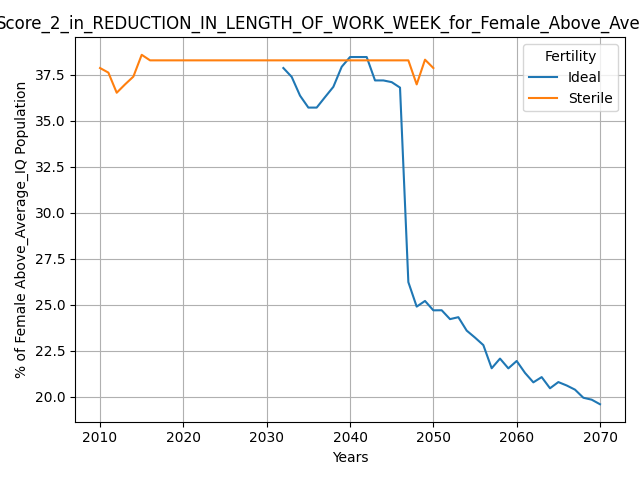 Score_2_in_REDUCTION_IN_LENGTH_OF_WORK_WEEK_for_Female_Above_Ave
Fertility
Ideal
Sterile
% of Female Above_Average_IQ Population
37.5
35.0
32.5
30.0
27.5
25.0
22.5
20.0
2010 2020 2030 2040 2050 2060 2070
Years